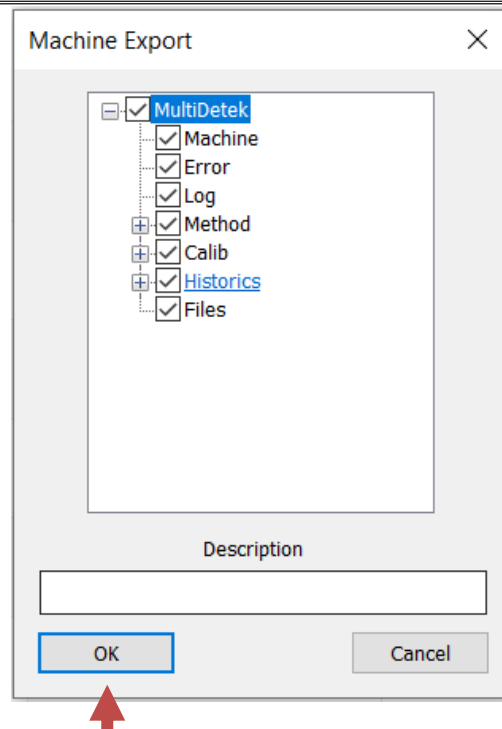 Machine Export
MultiDetek
Machine
Error
Log
Method
Calib
Historics
Files
Description
OK
Cancel